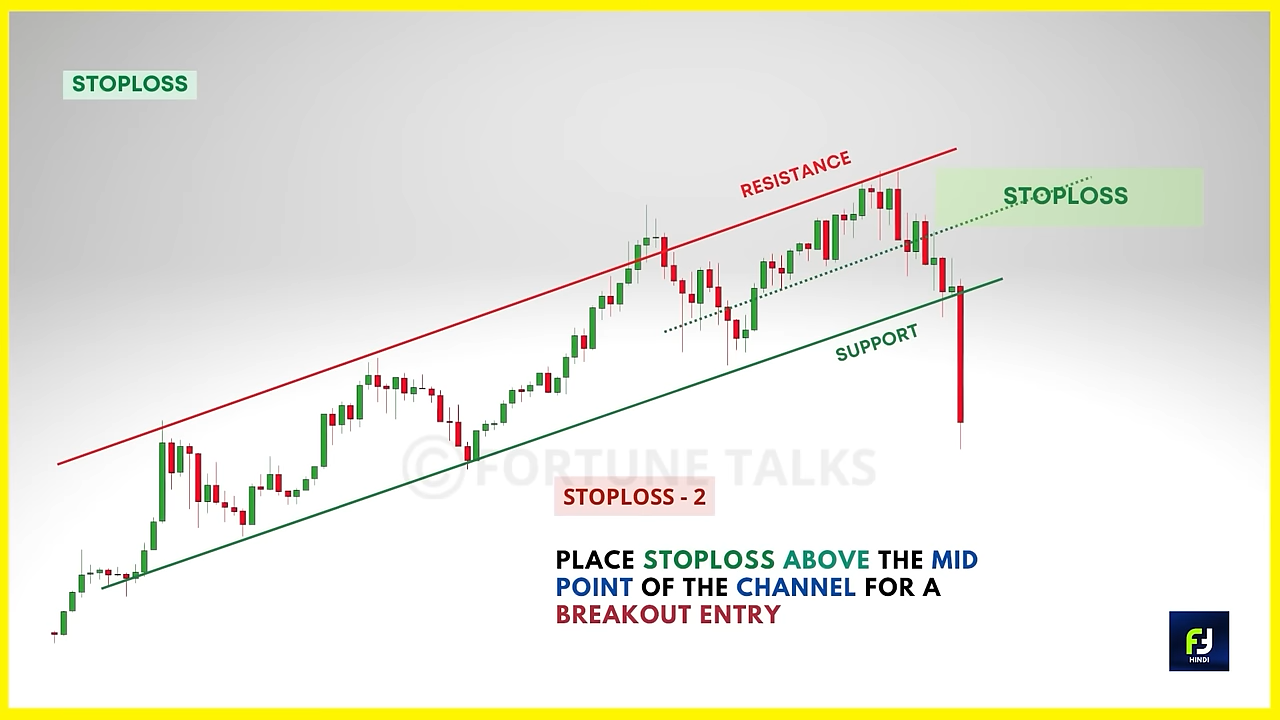 STOPLOSS
RESISTANCE
STOPLOSS
SUPPORT
© FORTUNE TALKS
STOPLOSS - 2
PLACE STOPLOSS ABOVE THE MID
POINT OF THE CHANNEL FOR A
BREAKOUT ENTRY
HINDI